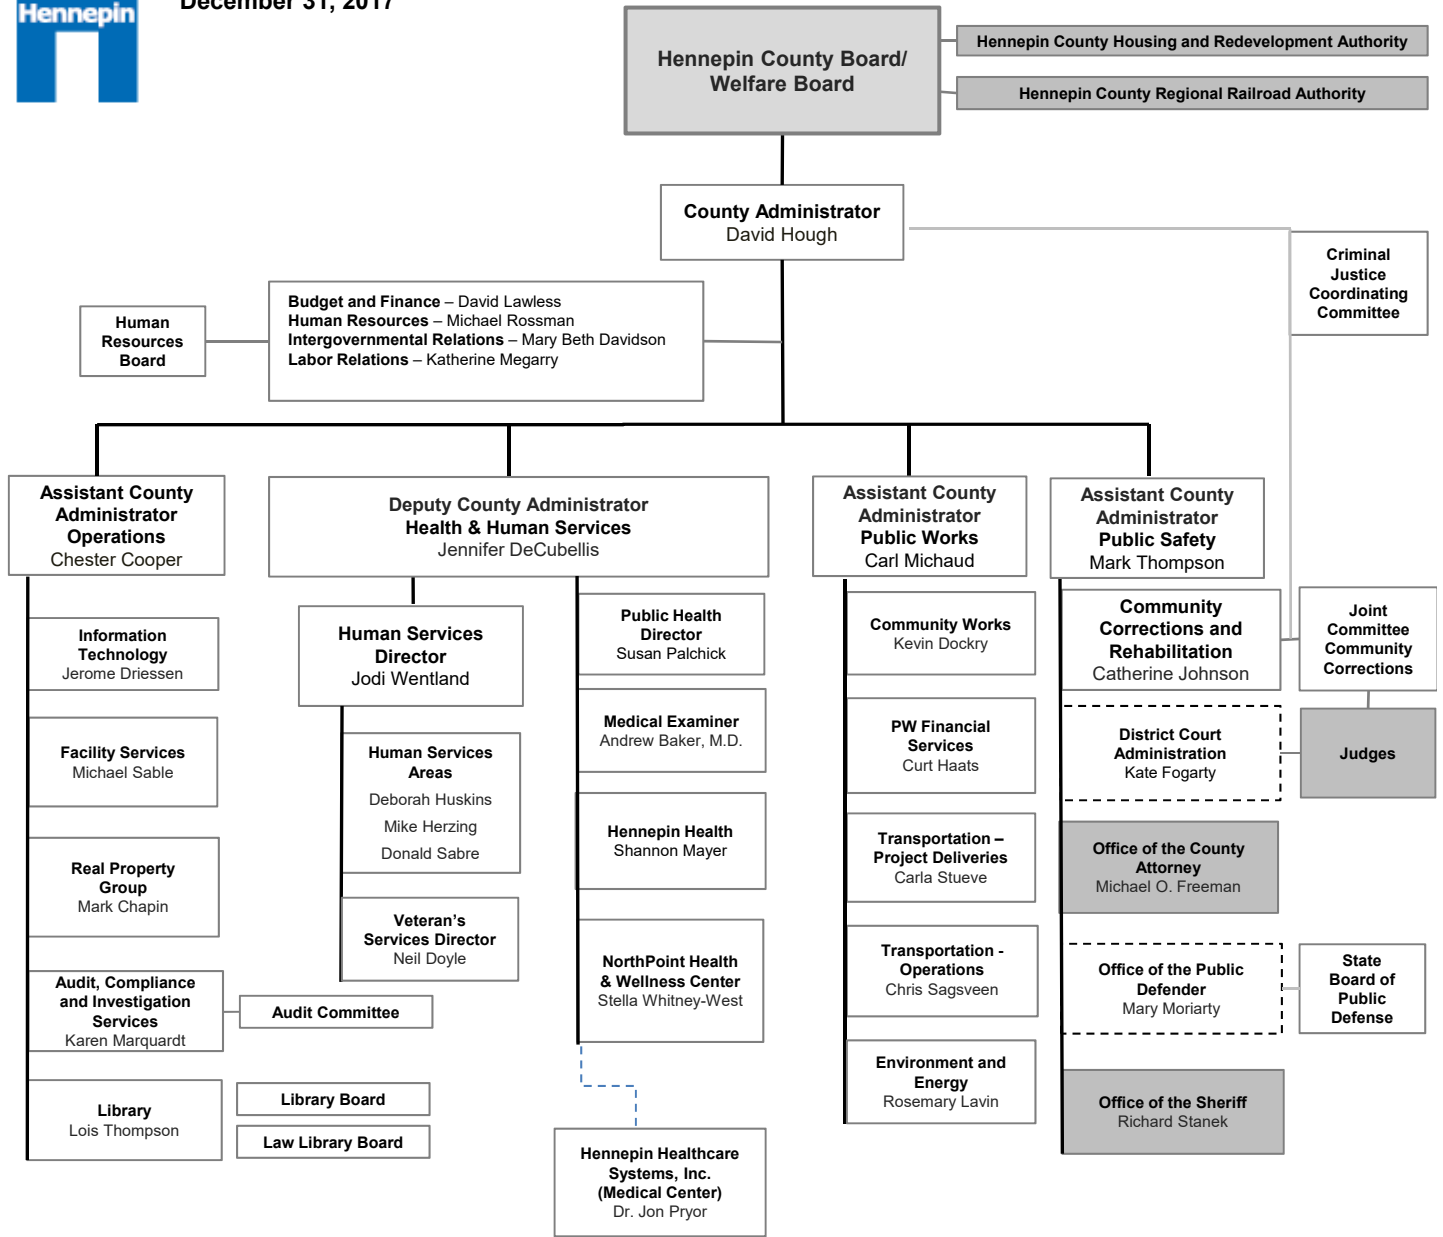 Hennepin
December 31, 2017
Hennepin County Board/
Welfare Board
Hennepin County Housing and Redevelopment Authority
Hennepin County Regional Railroad Authority
County Administrator
David Hough
Criminal
Justice
Coordinating
Committee
Human
Resources
Board
Budget and Finance – David Lawless
Human Resources – Michael Rossman
Intergovernmental Relations – Mary Beth Davidson
Labor Relations – Katherine Megarry
Assistant County
Administrator
Operations
Chester Cooper
Deputy County Administrator
Health & Human Services
Jennifer DeCubellis
Assistant County
Administrator
Public Works
Carl Michaud
Assistant County
Administrator
Public Safety
Mark Thompson
Information
Technology
Jerome Driessen
Facility Services
Michael Sable
Real Property
Group
Mark Chapin
Audit, Compliance
and Investigation
Services
Karen Marquardt
Audit Committee
Library
Lois Thompson
Library Board
Law Library Board
Human Services
Director
Jodi Wentland
Human Services
Areas
Deborah Huskins
Mike Herzing
Donald Sabre
Veteran’s
Services Director
Neil Doyle
Public Health
Director
Susan Palchick
Medical Examiner
Andrew Baker, M.D.
Hennepin Health
Shannon Mayer
NorthPoint Health
& Wellness Center
Stella Whitney-West
Hennepin Healthcare
Systems, Inc.
(Medical Center)
Dr. Jon Pryor
Community Works
Kevin Dockry
PW Financial
Services
Curt Haats
Transportation –
Project Deliveries
Carla Stueve
Transportation -
Operations
Chris Sagsveen
Environment and
Energy
Rosemary Lavin
Community
Corrections and
Rehabilitation
Catherine Johnson
Joint
Committee
Community
Corrections
District Court
Administration
Kate Fogarty
Judges
Office of the County
Attorney
Michael O. Freeman
Office of the Public
Defender
Mary Moriarty
State
Board of
Public
Defense
Office of the Sheriff
Richard Stanek